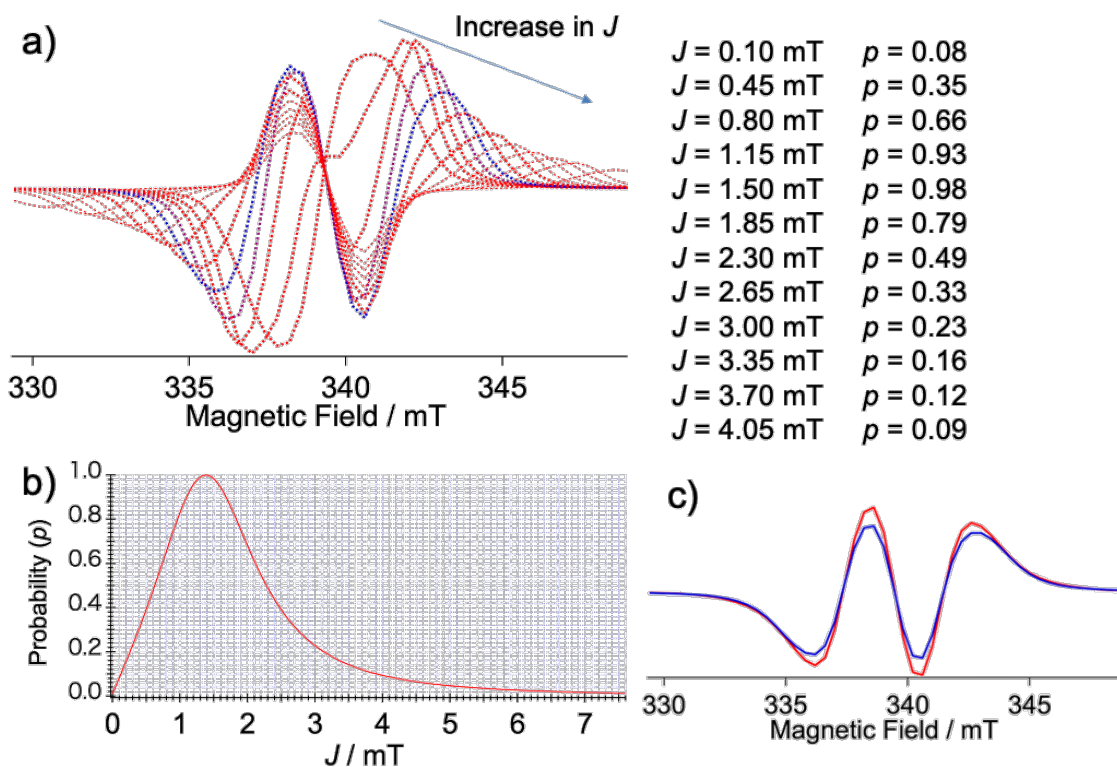 a)
Increase in J
330 335 340 345
Magnetic Field / mT
J = 0.10 mT p = 0.08
J = 0.45 mT p = 0.35
J = 0.80 mT p = 0.66
J = 1.15 mT p = 0.93
J = 1.50 mT p = 0.98
J = 1.85 mT p = 0.79
J = 2.30 mT p = 0.49
J = 2.65 mT p = 0.33
J = 3.00 mT p = 0.23
J = 3.35 mT p = 0.16
J = 3.70 mT p = 0.12
J = 4.05 mT p = 0.09
b)
Probability (p)
1.0
0.8
0.6
0.4
0.2
0.0
0 1 2 3 4 5 6 7
J / mT
c)
330 335 340 345
Magnetic Field / mT